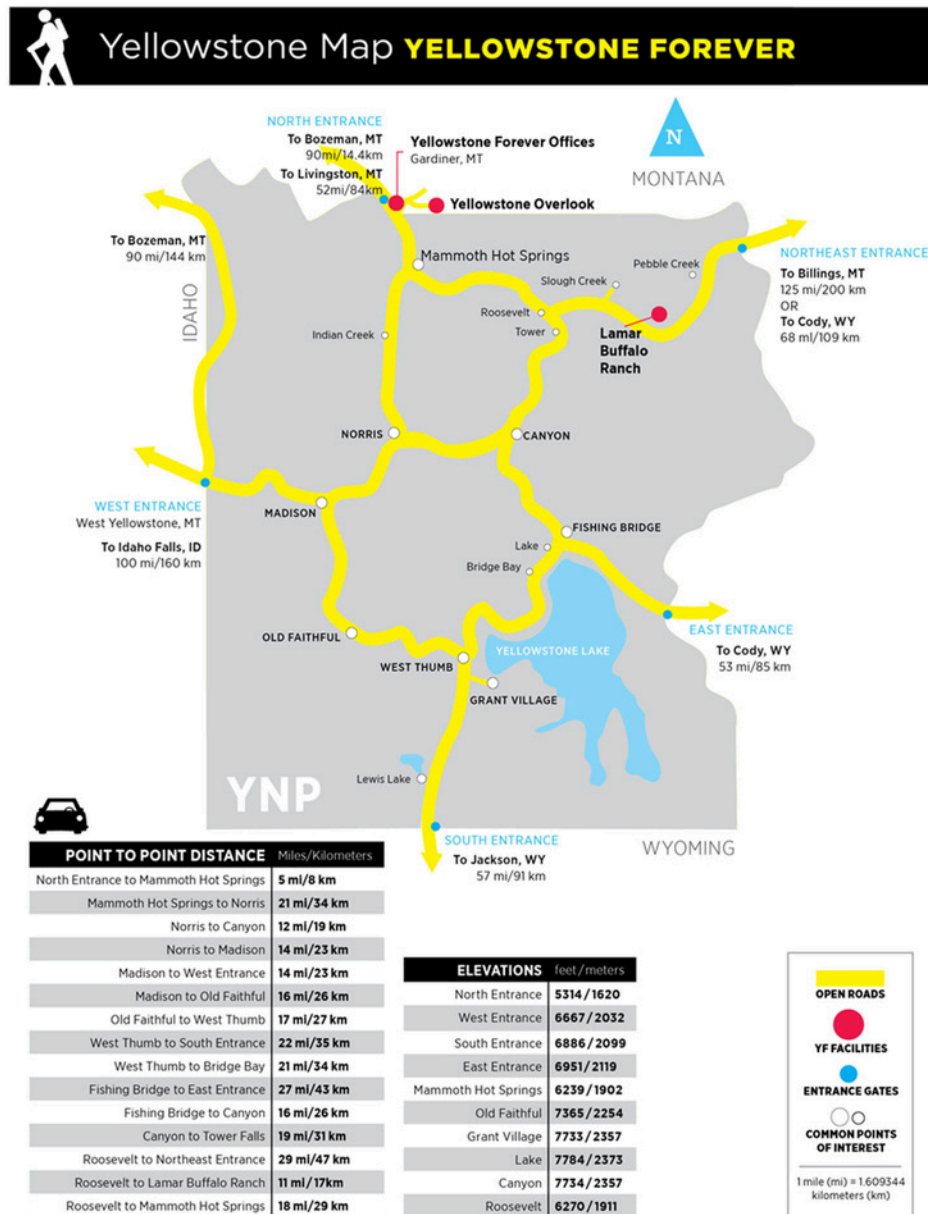 Yellowstone Map YELLOWSTONE FOREVER
NORTH ENTRANCE
To Bozeman, MT
90mi/14.4km
To Livingston, MT
52mi/84km
Yellowstone Forever Offices
Gardiner, MT
Yellowstone Overlook
N
MONTANA
To Bozeman, MT
90 mi/144 km
IDAHO
Mammoth Hot Springs
Indian Creek
Roosevelt
Tower
Slough Creek
Pebble Creek
Lamar
Buffalo
Ranch
NORTHEAST ENTRANCE
To Billings, MT
125 mi/200 km
OR
To Cody, WY
68 ml/109 km
NORRIS
CANYON
WEST ENTRANCE
West Yellowstone, MT
To Idaho Falls, ID
100 mi/160 km
MADISON
FISHING BRIDGE
Lake
Bridge Bay
OLD FAITHFUL
WEST THUMB
YELLOWSTONE LAKE
GRANT VILLAGE
EAST ENTRANCE
To Cody, WY
53 mi/85 km
Lewis Lake
YNP
SOUTH ENTRANCE
To Jackson, WY
57 mi/91 km
WYOMING
POINT TO POINT DISTANCE Miles/Kilometers
North Entrance to Mammoth Hot Springs 5 mi/8 km
Mammoth Hot Springs to Norris 21 mi/34 km
Norris to Canyon 12 mi/19 km
Norris to Madison 14 mi/23 km
Madison to West Entrance 14 mi/23 km
Madison to Old Faithful 16 mi/26 km
Old Faithful to West Thumb 17 mi/27 km
West Thumb to South Entrance 22 mi/35 km
West Thumb to Bridge Bay 21 mi/34 km
Fishing Bridge to East Entrance 27 mi/43 km
Fishing Bridge to Canyon 16 mi/26 km
Canyon to Tower Falls 19 mi/31 km
Roosevelt to Northeast Entrance 29 mi/47 km
Roosevelt to Lamar Buffalo Ranch 11 mi/17km
Roosevelt to Mammoth Hot Springs 18 mi/29 km
ELEVATIONS feet/meters
North Entrance 5314/1620
West Entrance 6667/2032
South Entrance 6886/2099
East Entrance 6951/2119
Mammoth Hot Springs 6239/1902
Old Faithful 7365/2254
Grant Village 7733/2357
Lake 7784/2373
Canyon 7734/2357
Roosevelt 6270/1911
OPEN ROADS
YF FACILITIES
ENTRANCE GATES
COMMON POINTS
OF INTEREST
1 mile (mi) = 1.609344
kilometers (km)